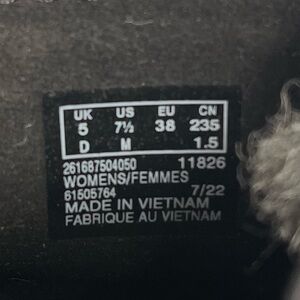 UK US EU CN
5 7½ 38 235
D M 1.5
261687504050 11826
WOMENS/FEMMES
61505764 7/22
MADE IN VIETNAM
FABRIQUE AU VIETNAM